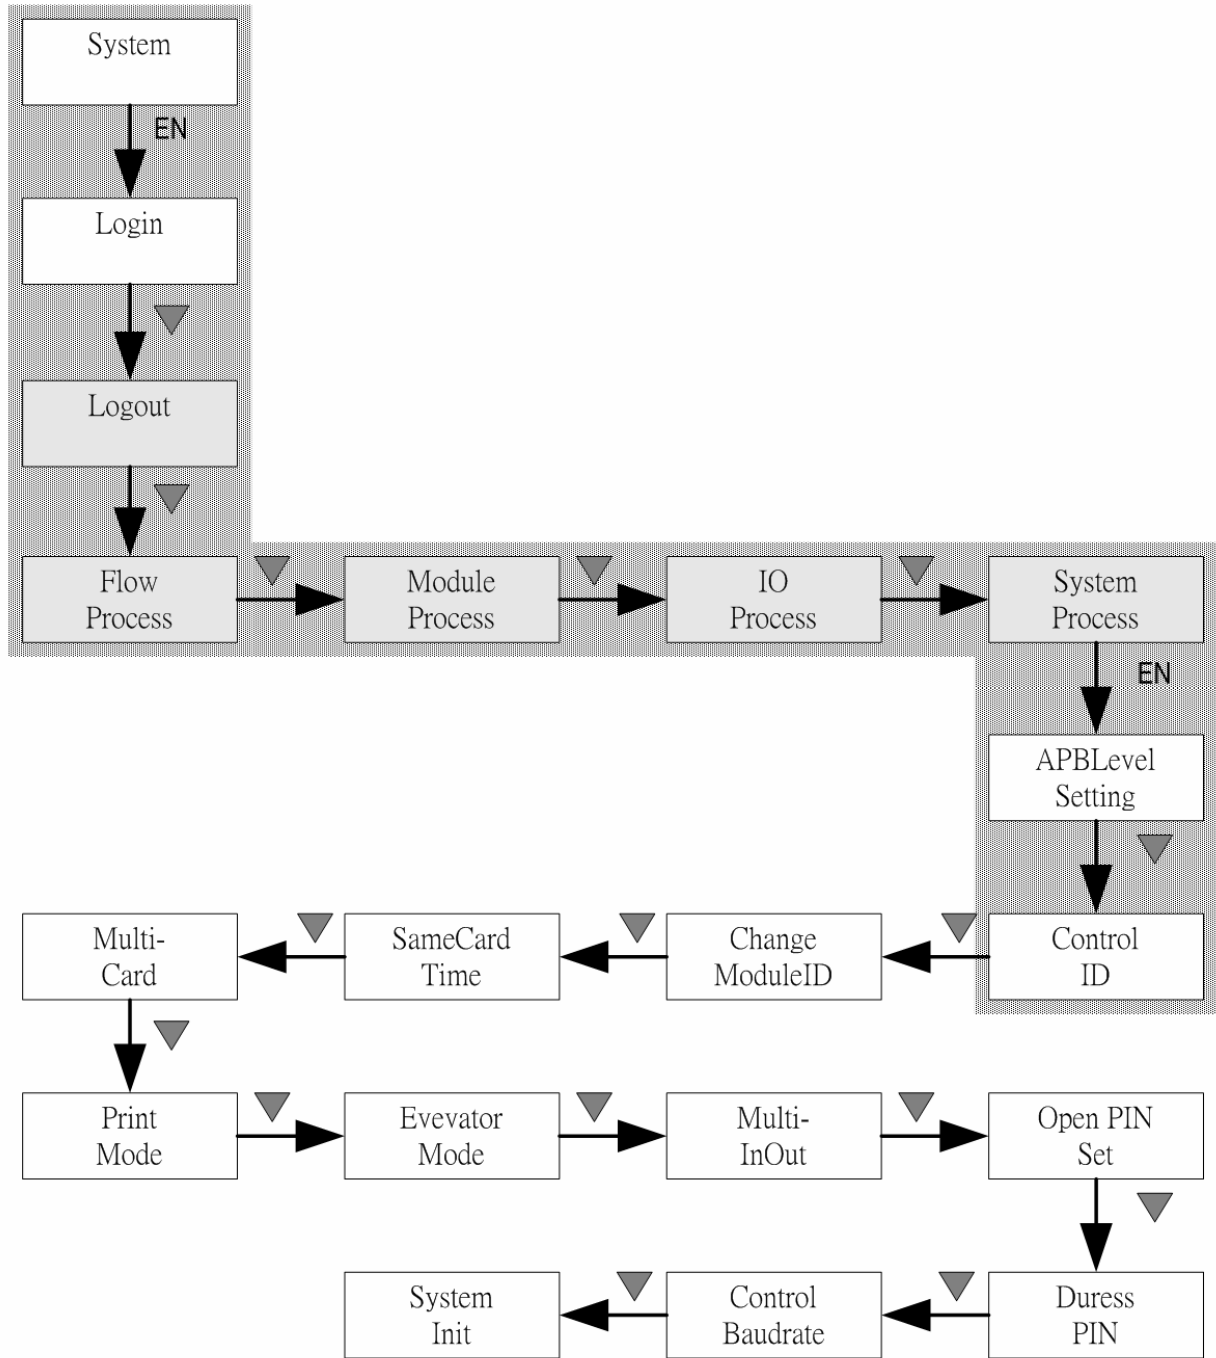 System
EN
Login
Logout
Flow
Process
Module
Process
IO
Process
System
Process
EN
APBLevel
Setting
Control
ID
Change
ModuleID
SameCard
Time
Multi-
Card
Print
Mode
Evevator
Mode
Multi-
InOut
Open PIN
Set
Duress
PIN
Control
Baudrate
System
Init